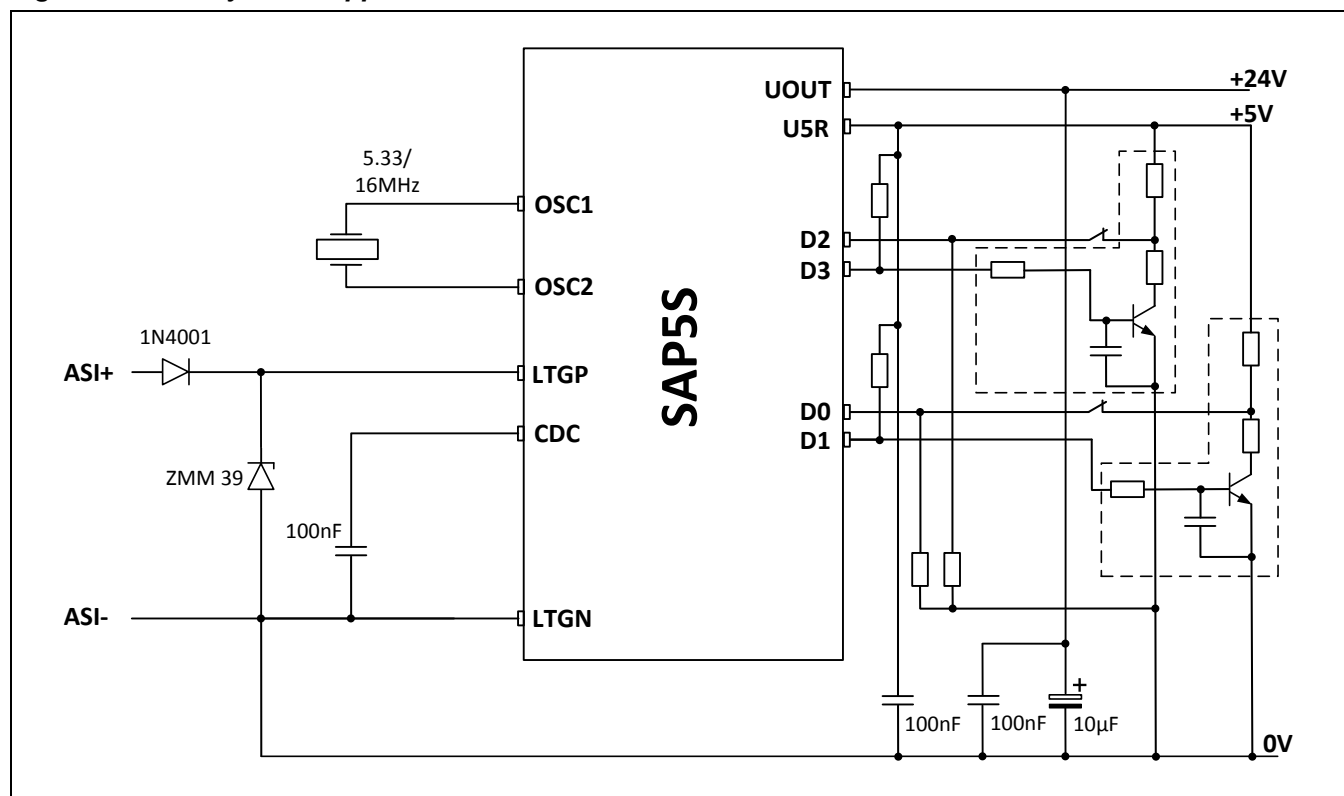 UOUT
+24V
U5R
+5V
5.33/
16MHz
OSC1
D2
D3
OSC2
SAP5S
1N4001
ASI+
LTGP
D0
CDC
D1
ZMM 39
100nF
ASI-
LTGN
+
100nF
100nF
10µF
0V